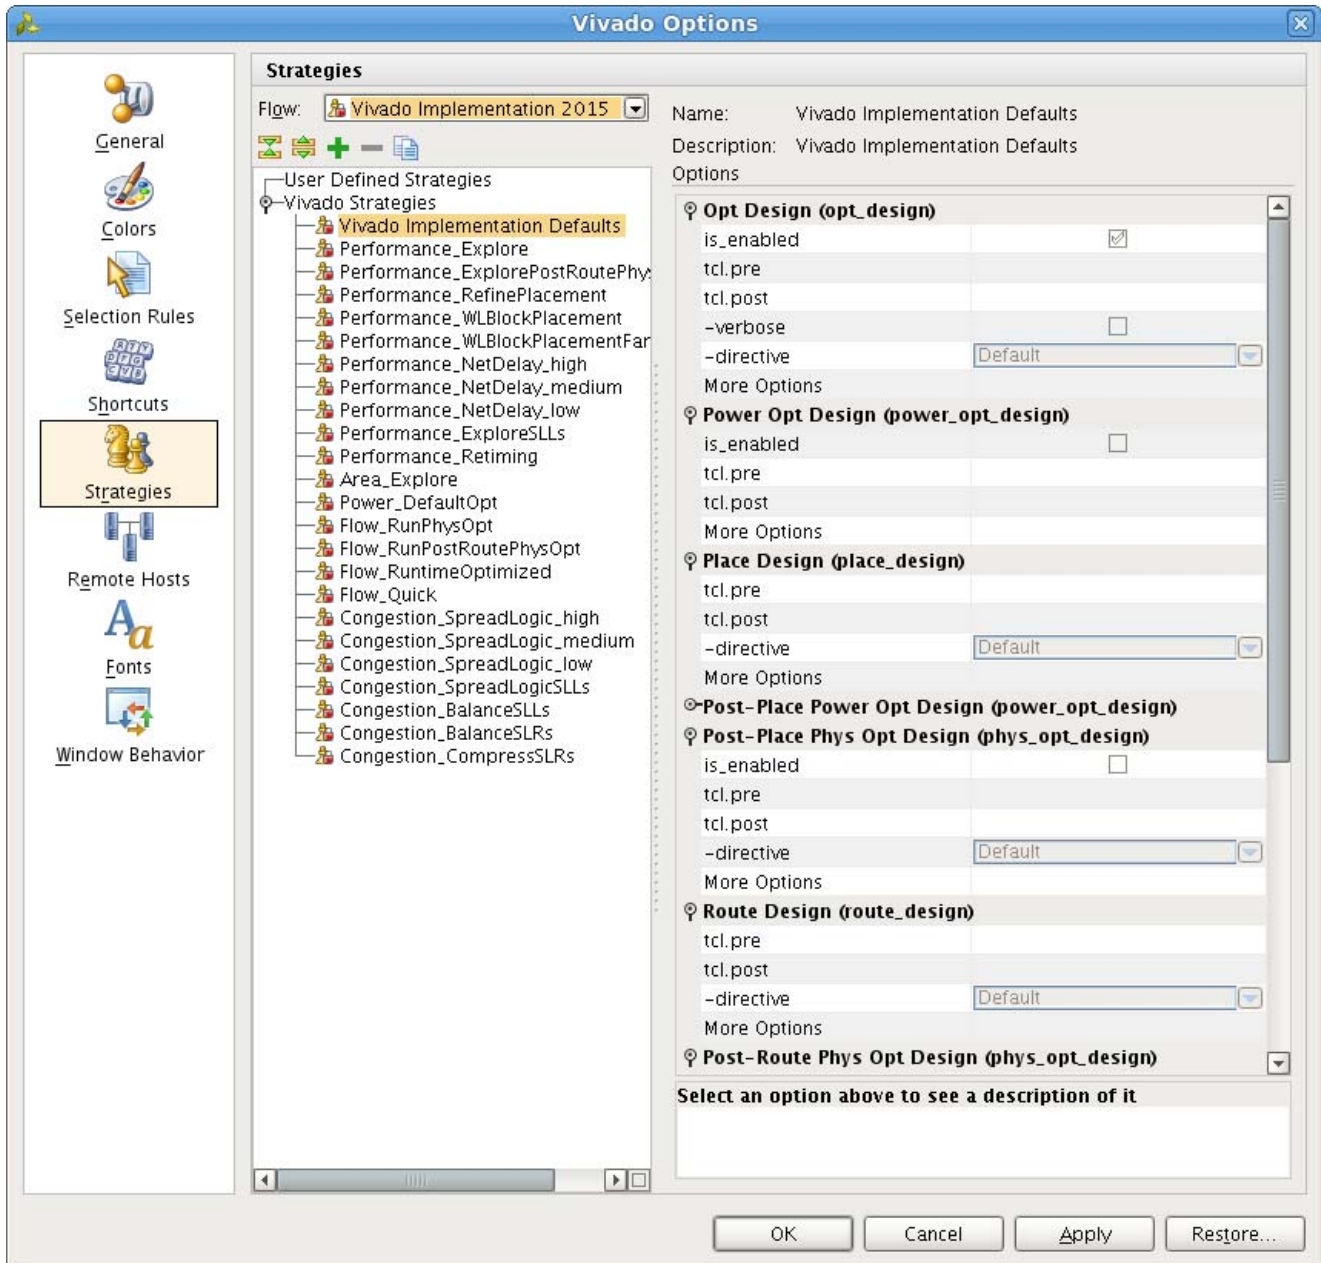 Vivado Options
General
Colors
Selection Rules
Shortcuts
Strategies
Remote Hosts
Fonts
Window Behavior
Strategies
Flow: Vivado Implementation 2015
User Defined Strategies
Vivado Strategies
Vivado Implementation Defaults
Performance_Explore
Performance_ExplorePostRoutePhys
Performance_RefinePlacement
Performance_WLBlockPlacement
Performance_WLBlockPlacementFan
Performance_NetDelay_high
Performance_NetDelay_medium
Performance_NetDelay_low
Performance_ExploreSLLs
Performance_Retiming
Area_Explore
Power_DefaultOpt
Flow_RunPhysOpt
Flow_RunPostRoutePhysOpt
Flow_RuntimeOptimized
Flow_Quick
Congestion_SpreadLogic_high
Congestion_SpreadLogic_medium
Congestion_SpreadLogic_low
Congestion_SpreadLogicSLLs
Congestion_BalanceSLLs
Congestion_BalanceSLRs
Congestion_CompressSLRs
Name: Vivado Implementation Defaults
Description: Vivado Implementation Defaults
Options
Opt Design (opt_design)
is_enabled
tcl.pre
tcl.post
-verbose
-directive Default
More Options
Power Opt Design (power_opt_design)
is_enabled
tcl.pre
tcl.post
More Options
Place Design (place_design)
tcl.pre
tcl.post
-directive Default
More Options
Post-Place Power Opt Design (power_opt_design)
Post-Place Phys Opt Design (phys_opt_design)
is_enabled
tcl.pre
tcl.post
-directive Default
More Options
Route Design (route_design)
tcl.pre
tcl.post
-directive Default
More Options
Post-Route Phys Opt Design (phys_opt_design)
Select an option above to see a description of it
OK Cancel Apply Restore...